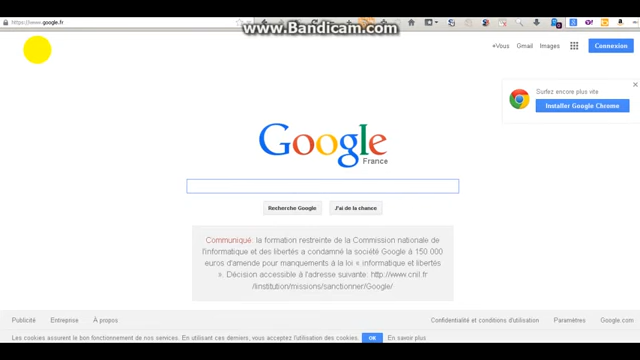 https://www.google.fr
www.Bandicam.com
+Vous Gmail Images Connexion
Surfez encore plus vite
Installer Google Chrome
Google
France
Recherche Google J'ai de la chance
Communiqué: la formation restreinte de la Commission nationale de
l'informatique et des libertés a condamné la société Google à 150 000
euros d'amende pour manquements à la loi « informatique et libertés
». Décision accessible à l'adresse suivante: http://www.cnil.fr
/linstitution/missions/sanctionner/Google/
Publicité Entreprise À propos Confidentialité et conditions d'utilisation Paramètres Google.com
Les cookies assurent le bon fonctionnement de nos services. En utilisant ces derniers, vous acceptez l'utilisation des cookies. OK En savoir plus